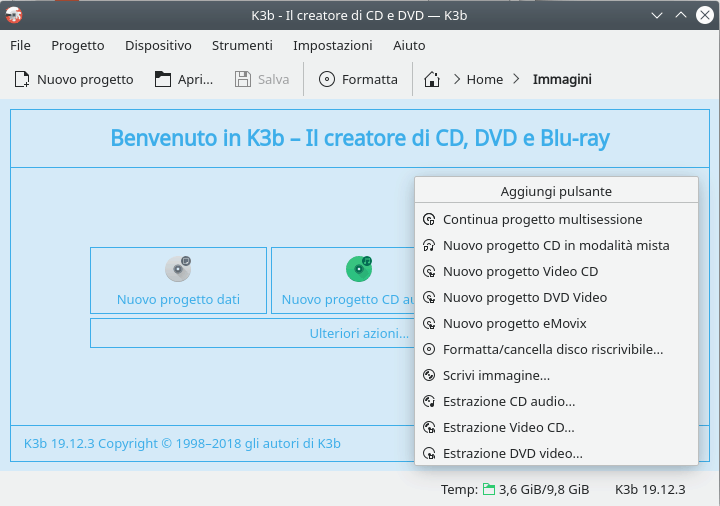 K3b - Il creatore di CD e DVD — K3b
File Progetto Dispositivo Strumenti Impostazioni Aiuto
Nuovo progetto Apri... Salva Formatta Home Immagini
Benvenuto in K3b – Il creatore di CD, DVD e Blu-ray
Aggiungi pulsante
Continua progetto multisessione
Nuovo progetto CD in modalità mista
Nuovo progetto Video CD
Nuovo progetto DVD Video
Nuovo progetto eMovix
Formatta/cancella disco riscrivibile...
Scrivi immagine...
Estrazione CD audio...
Estrazione Video CD...
Estrazione DVD video...
Nuovo progetto dati
Nuovo progetto CD au
Ulteriori azioni...
K3b 19.12.3 Copyright © 1998–2018 gli autori di K3b
Temp: 3,6 GiB/9,8 GiB K3b 19.12.3